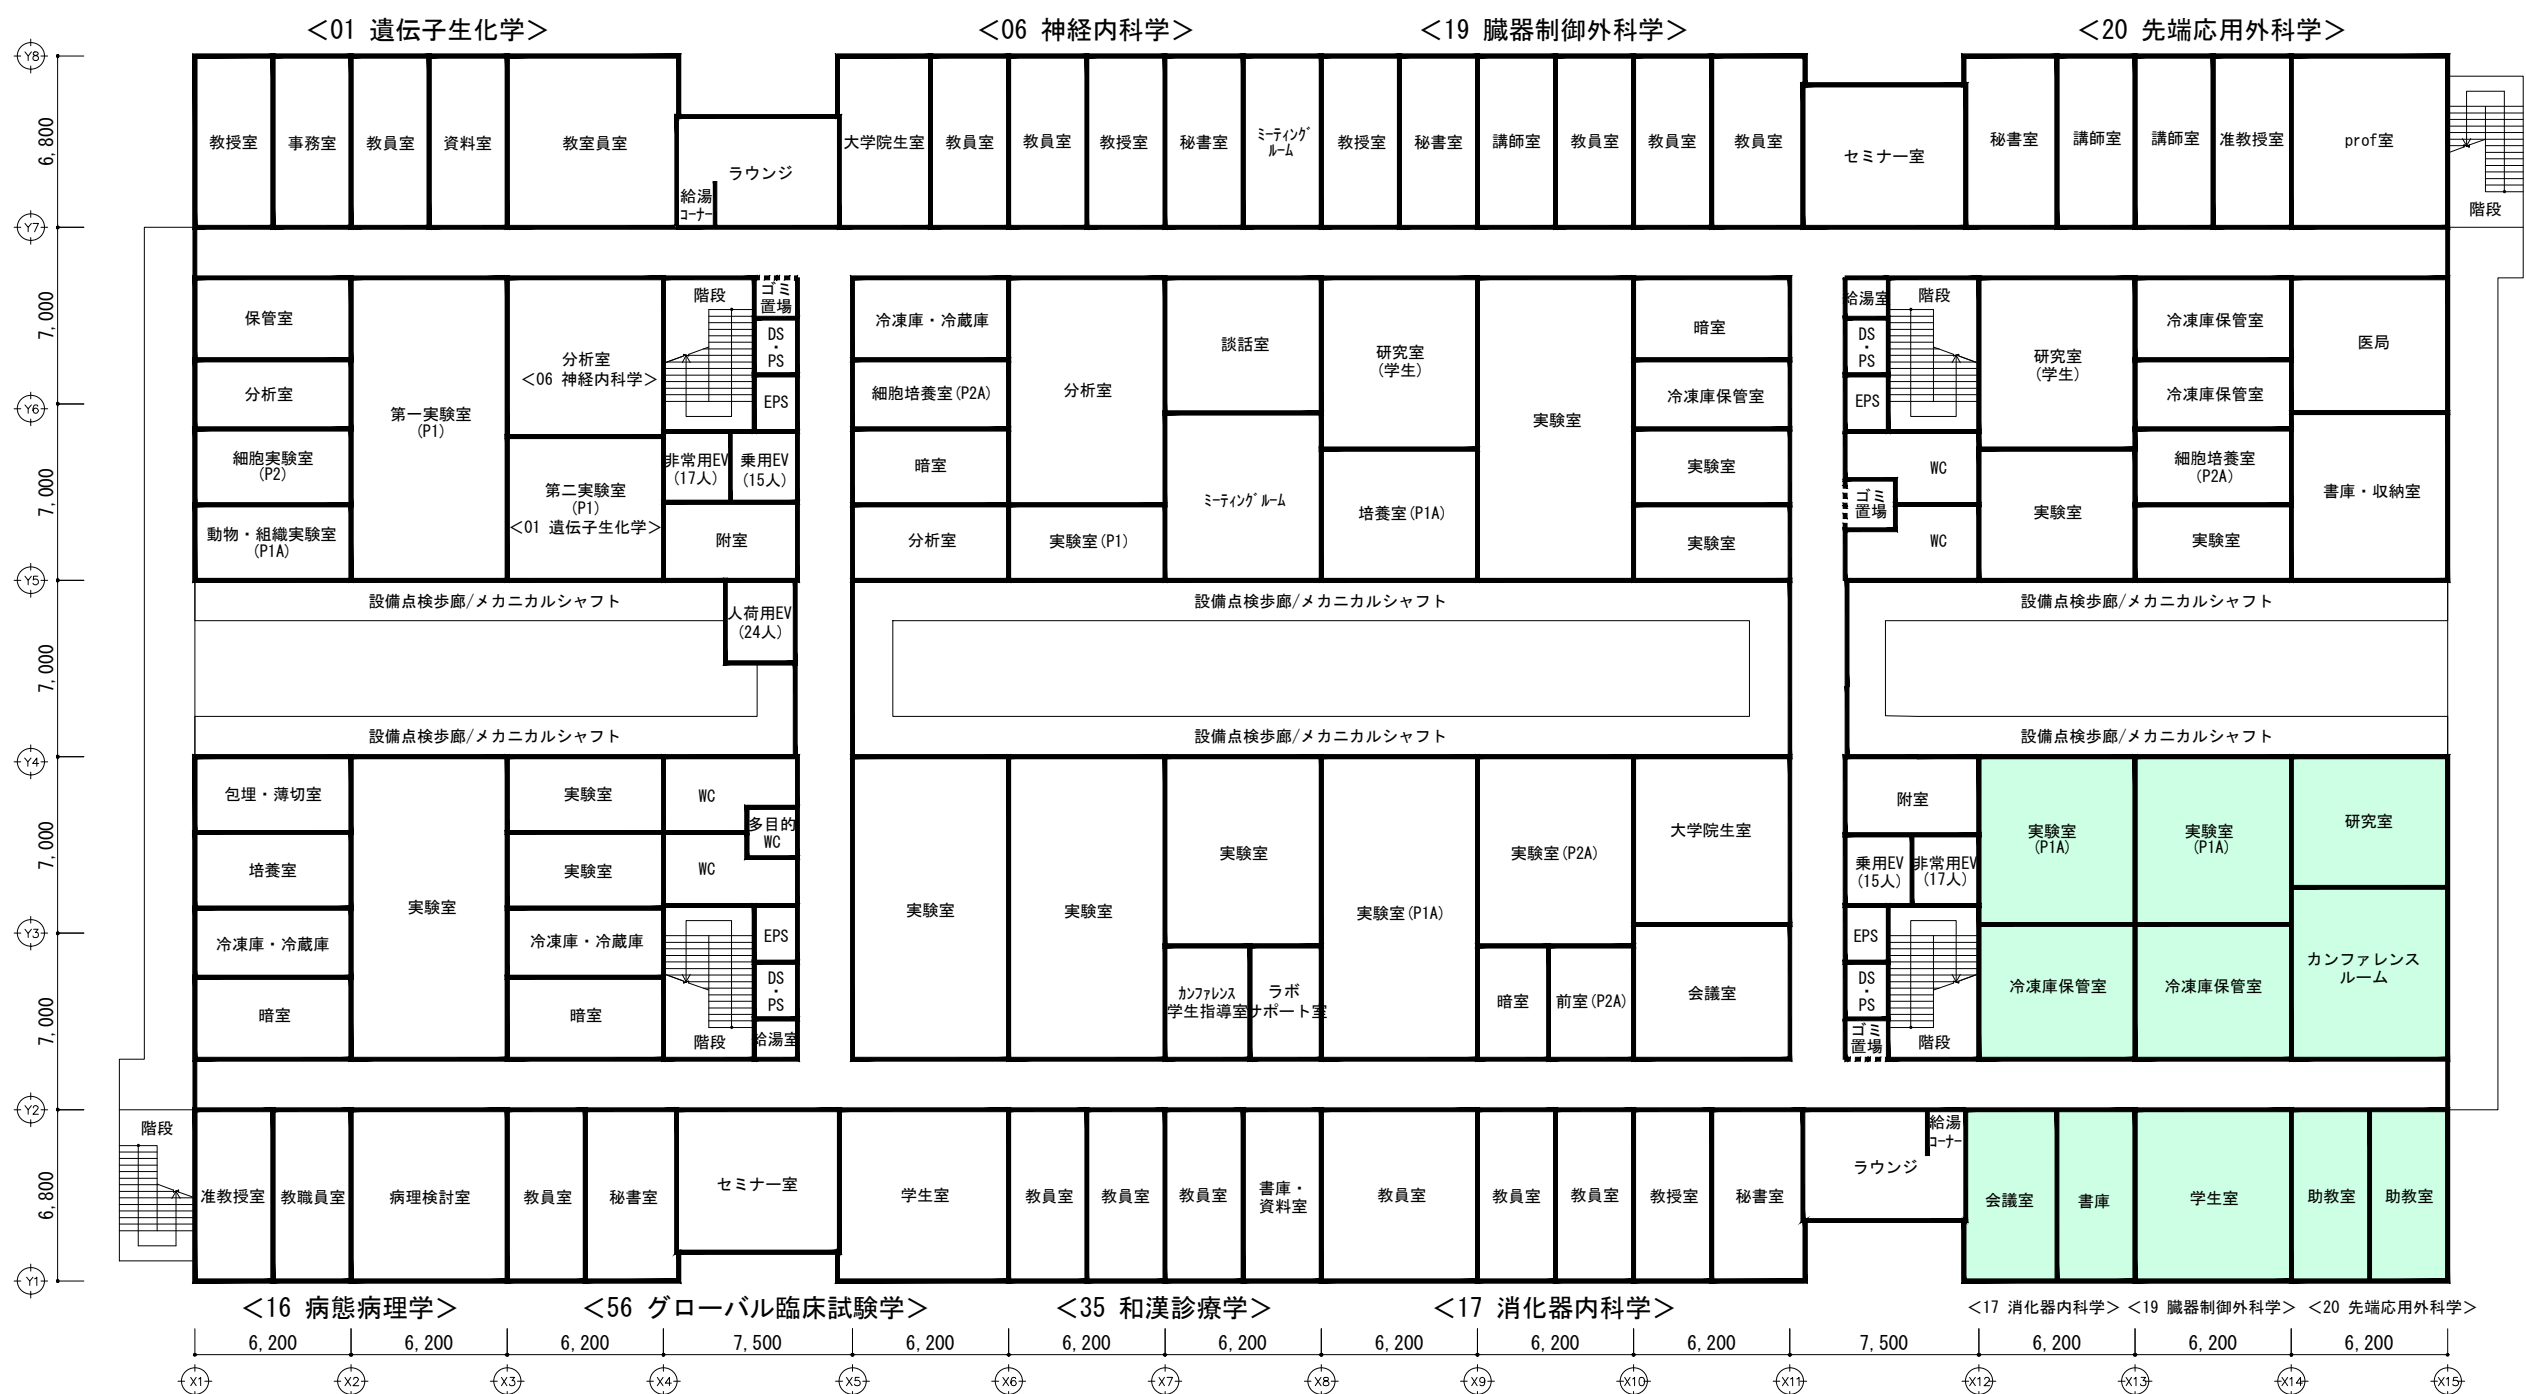 <01 遺伝子生化学>
<06 神経内科学>
<19 臓器制御外科学>
<20 先端応用外科学>
Y8
6,800
教授室
事務室
教員室
資料室
教室員室
給湯
コーナー
ラウンジ
大学院生室
教員室
教員室
教授室
秘書室
ミーティング
ルーム
教授室
秘書室
講師室
教員室
教員室
教員室
セミナー室
秘書室
講師室
講師室
准教授室
prof室
階段
Y7
7,000
保管室
分析室
細胞実験室
(P2)
動物・組織実験室
(P1A)
第一実験室
(P1)
分析室
<06 神経内科学>
第二実験室
(P1)
<01 遺伝子生化学>
階段
ゴミ
置場
DS
・
PS
EPS
非常用EV
(17人)
乗用EV
(15人)
附室
冷凍庫・冷蔵庫
細胞培養室(P2A)
暗室
分析室
分析室
実験室(P1)
談話室
ミーティングルーム
研究室
(学生)
培養室(P1A)
実験室
暗室
冷凍庫保管室
実験室
実験室
給湯室
階段
DS
・
PS
EPS
WC
ゴミ
置場
WC
研究室
(学生)
実験室
冷凍庫保管室
冷凍庫保管室
細胞培養室
(P2A)
実験室
医局
書庫・収納室
Y6
7,000
Y5
設備点検歩廊/メカニカルシャフト
設備点検歩廊/メカニカルシャフト
設備点検歩廊/メカニカルシャフト
人荷用EV
(24人)
7,000
設備点検歩廊/メカニカルシャフト
設備点検歩廊/メカニカルシャフト
設備点検歩廊/メカニカルシャフト
Y4
7,000
包埋・薄切室
培養室
冷凍庫・冷蔵庫
暗室
実験室
実験室
実験室
冷凍庫・冷蔵庫
暗室
WC
多目的
WC
WC
EPS
DS
・
PS
階段
給湯室
実験室
実験室
実験室
カンファレンス
学生指導室
ラボ
サポート室
実験室(P1A)
実験室(P2A)
暗室
前室(P2A)
大学院生室
会議室
附室
乗用EV
(15人)
非常用EV
(17人)
EPS
DS
・
PS
ゴミ
置場
階段
実験室
(P1A)
冷凍庫保管室
実験室
(P1A)
冷凍庫保管室
研究室
カンファレンス
ルーム
Y3
7,000
Y2
6,800
階段
准教授室
教職員室
病理検討室
教員室
秘書室
セミナー室
学生室
教員室
教員室
教員室
書庫・
資料室
教員室
教員室
教員室
教授室
秘書室
ラウンジ
給湯
コーナー
会議室
書庫
学生室
助教室
助教室
Y1
<16 病態病理学>
<56 グローバル臨床試験学>
<35 和漢診療学>
<17 消化器内科学>
<17 消化器内科学>
<19 臓器制御外科学>
<20 先端応用外科学>
6,200
6,200
6,200
7,500
6,200
6,200
6,200
6,200
6,200
6,200
7,500
6,200
6,200
6,200
X1
X2
X3
X4
X5
X6
X7
X8
X9
X10
X11
X12
X13
X14
X15